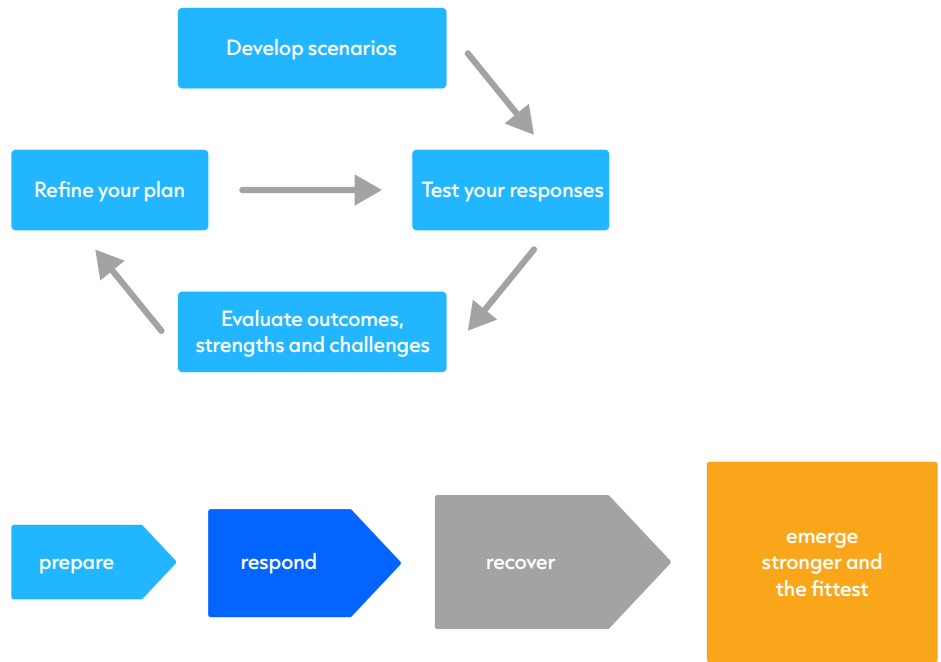 Develop scenarios
Refine your plan
Test your responses
Evaluate outcomes,
strengths and challenges
prepare
respond
recover
emerge
stronger and
the fittest